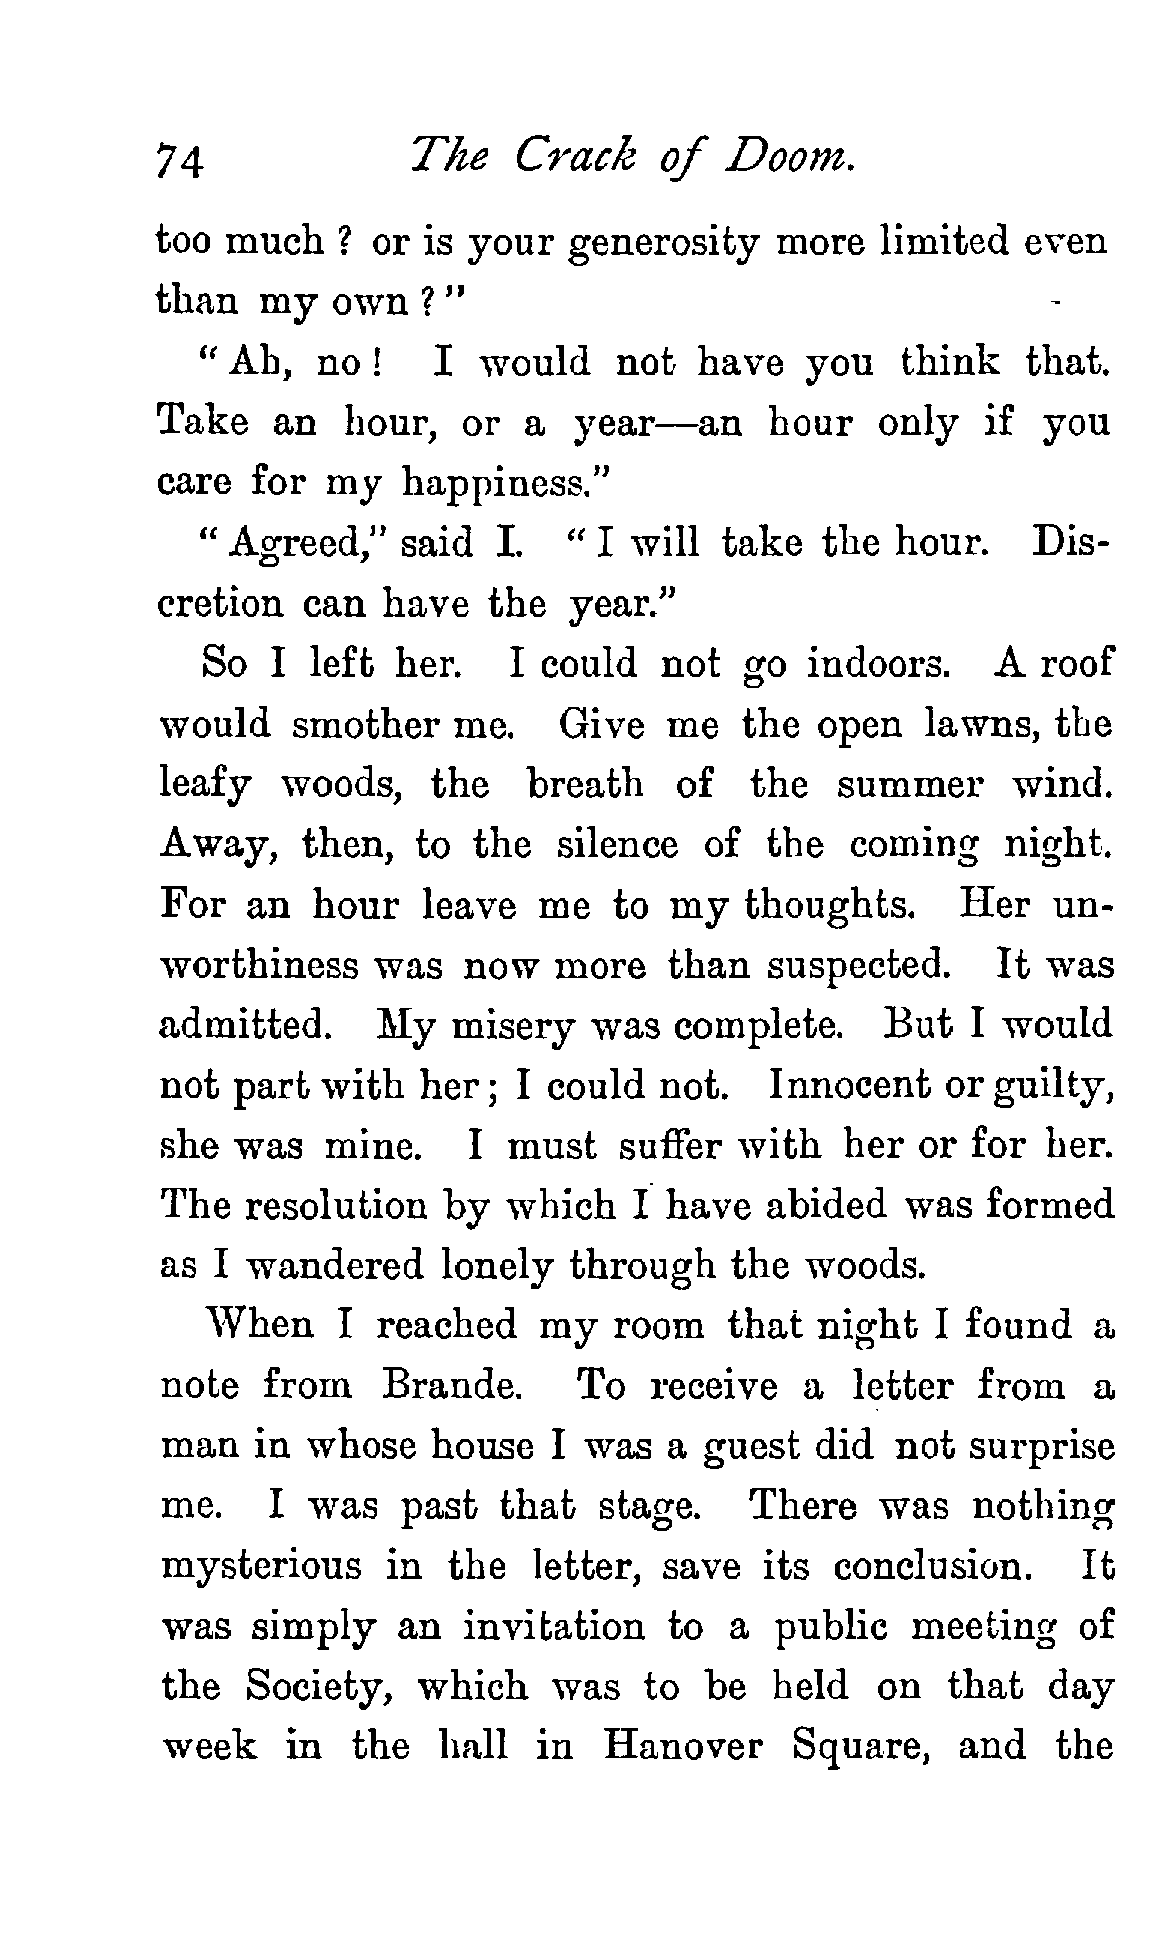 74 The Crack of Doom.
too much ? or is your generosity more limited even
than my own ? "
" Ah, no ! I would not have you think that.
Take an hour, or a year—an hour only if you
care for my happiness."
" Agreed," said I. " I will take the hour. Dis-
cretion can have the year."
So I left her. I could not go indoors. A roof
would smother me. Give me the open lawns, the
leafy woods, the breath of the summer wind.
Away, then, to the silence of the coming night.
For an hour leave me to my thoughts. Her un-
worthiness was now more than suspected. It was
admitted. My misery was complete. But I would
not part with her ; I could not. Innocent or guilty,
she was mine. I must suffer with her or for her.
The resolution by which I have abided was formed
as I wandered lonely through the woods.
When I reached my room that night I found a
note from Brande. To receive a letter from a
man in whose house I was a guest did not surprise
me. I was past that stage. There was nothing
mysterious in the letter, save its conclusion. It
was simply an invitation to a public meeting of
the Society, which was to be held on that day
week in the hall in Hanover Square, and the